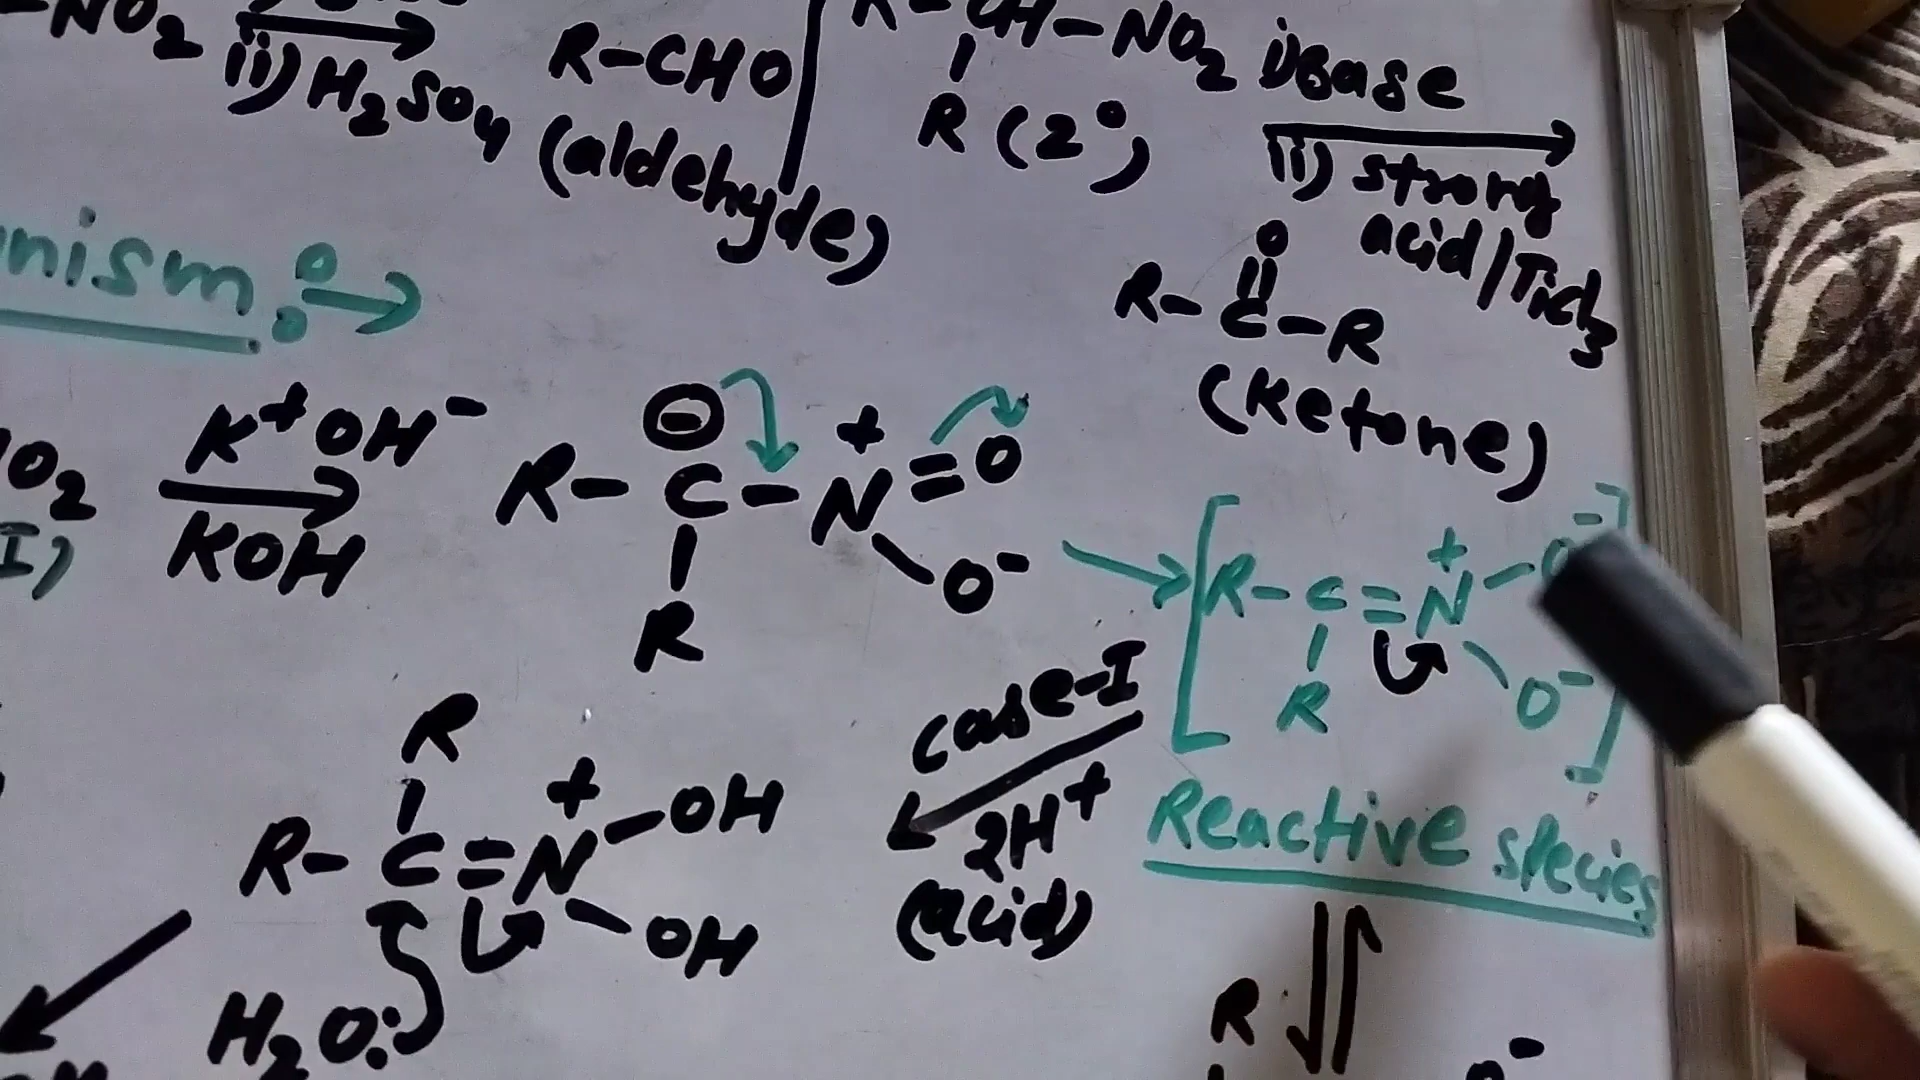 -NO2
ii) H2SO4
R-CHO
(aldehyde)
R-CH-NO2
R (2°)
i) Base
ii) strong
acid/TiCl3
O
R-C-R
(Ketone)
nism:→
K+OH-
KOH
⊖ +
R-C-N=O
O-
R
[R-C=N+
O-
R
]
Reactive species
case-I
2H+
(acid)
R
R-C=N+-OH
OH
H2O:
R